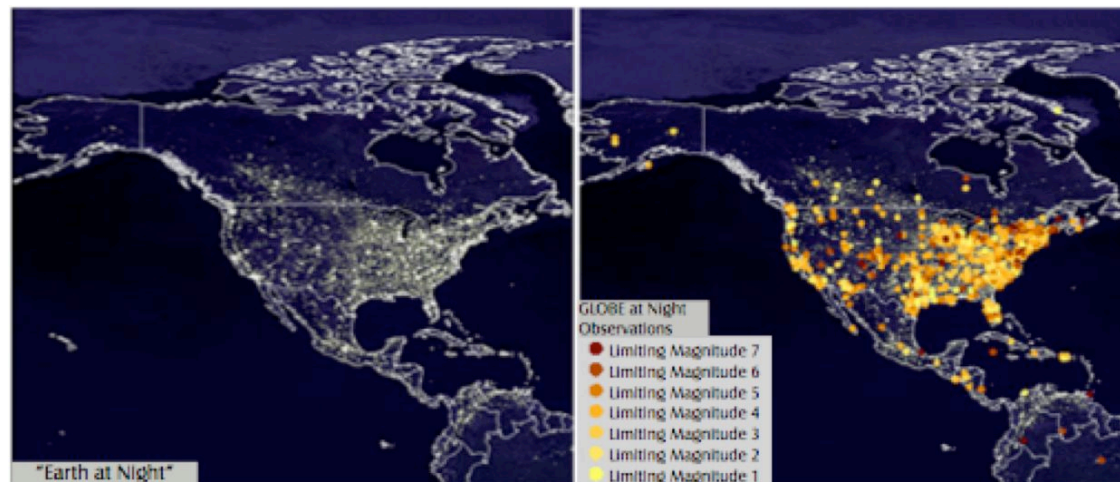 "Earth at Night"
GLOBE at Night
Observations
Limiting Magnitude 7
Limiting Magnitude 6
Limiting Magnitude 5
Limiting Magnitude 4
Limiting Magnitude 3
Limiting Magnitude 2
Limiting Magnitude 1